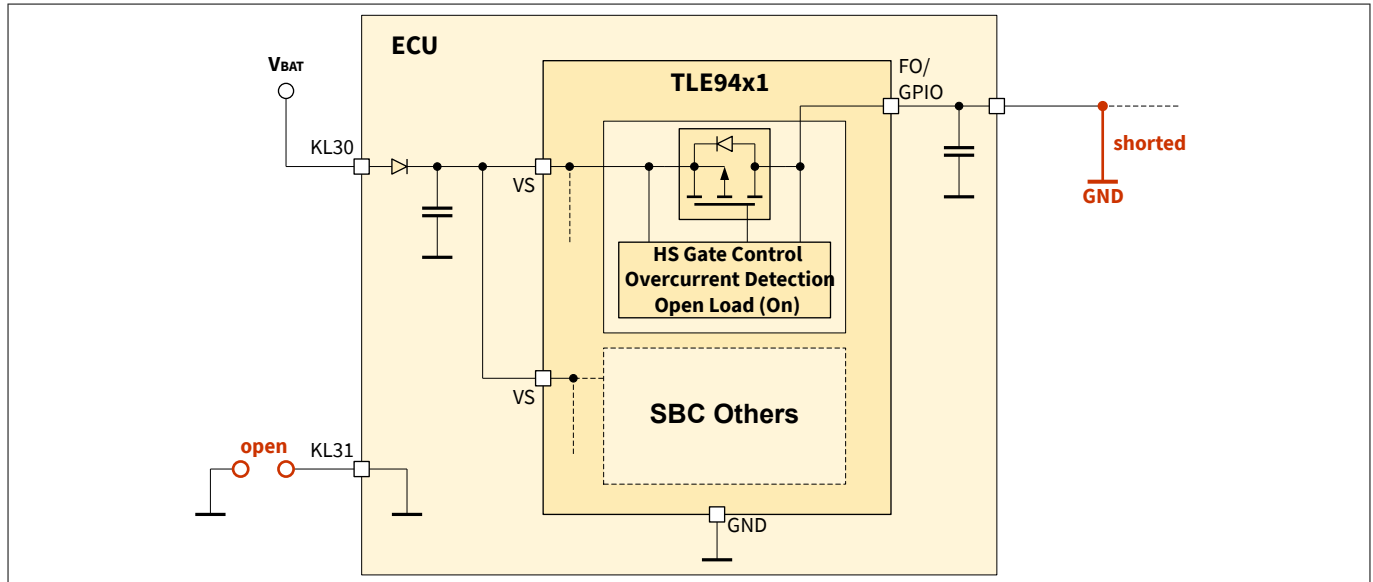 ECU
VBAT
TLE94x1
FO/
GPIO
KL30
shorted
VS
GND
HS Gate Control
Overcurrent Detection
Open Load (On)
VS
SBC Others
open
KL31
GND